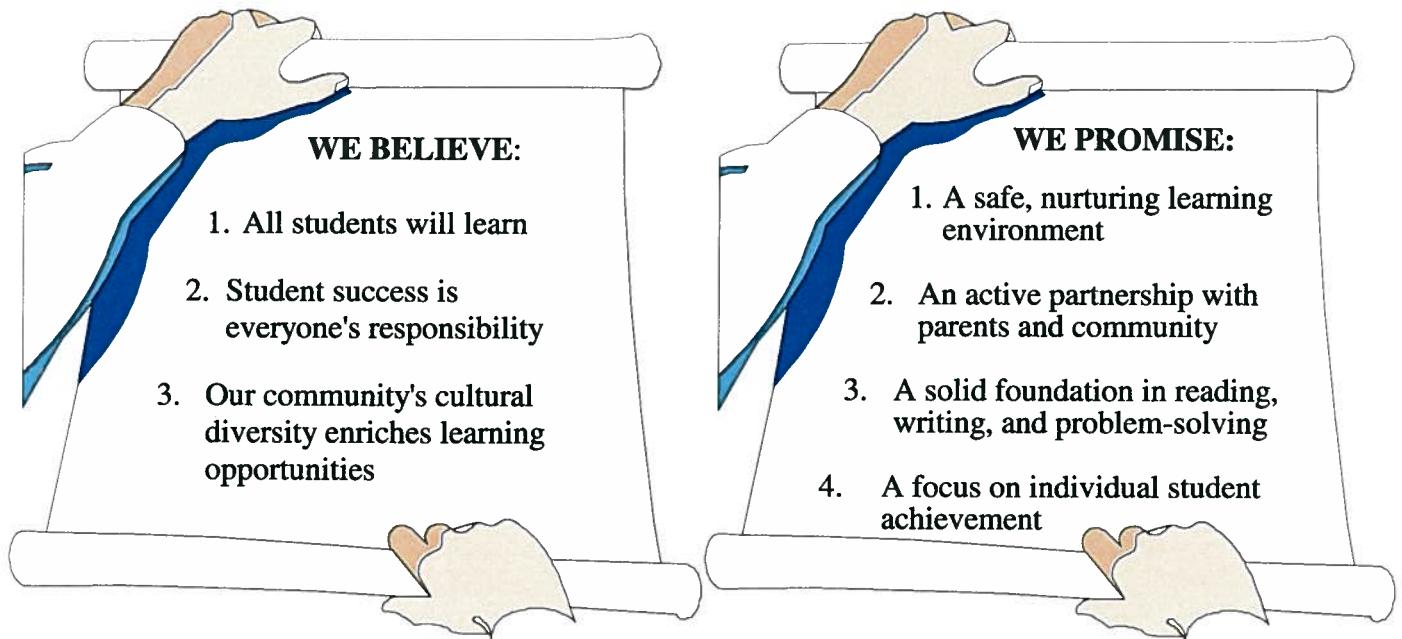 WE BELIEVE:
1. All students will learn
2. Student success is
everyone's responsibility
3. Our community's cultural
diversity enriches learning
opportunities
WE PROMISE:
1. A safe, nurturing learning
environment
2. An active partnership with
parents and community
3. A solid foundation in reading,
writing, and problem-solving
4. A focus on individual student
achievement